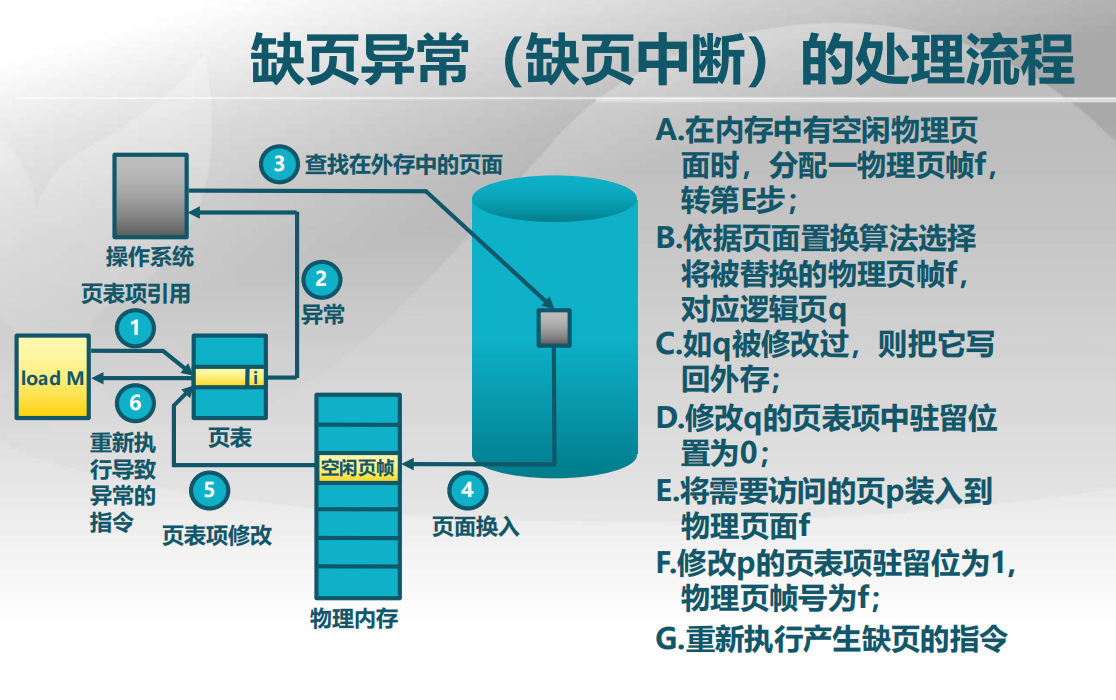 缺页异常（缺页中断）的处理流程
3
查找在外存中的页面
操作系统
2
异常
页表项引用
1
load M
i
6
页表
重新执
行导致
异常的
指令
5
页表项修改
空闲页帧
4
页面换入
物理内存
A.在内存中有空闲物理页
面时，分配一物理页帧f,
转第E步；
B.依据页面置换算法选择
将被替换的物理页帧f,
对应逻辑页q
C.如q被修改过，则把它写
回外存；
D.修改q的页表项中驻留位
置为0；
E.将需要访问的页p装入到
物理页面f
F.修改p的页表项驻留位为1,
物理页帧号为f；
G.重新执行产生缺页的指令